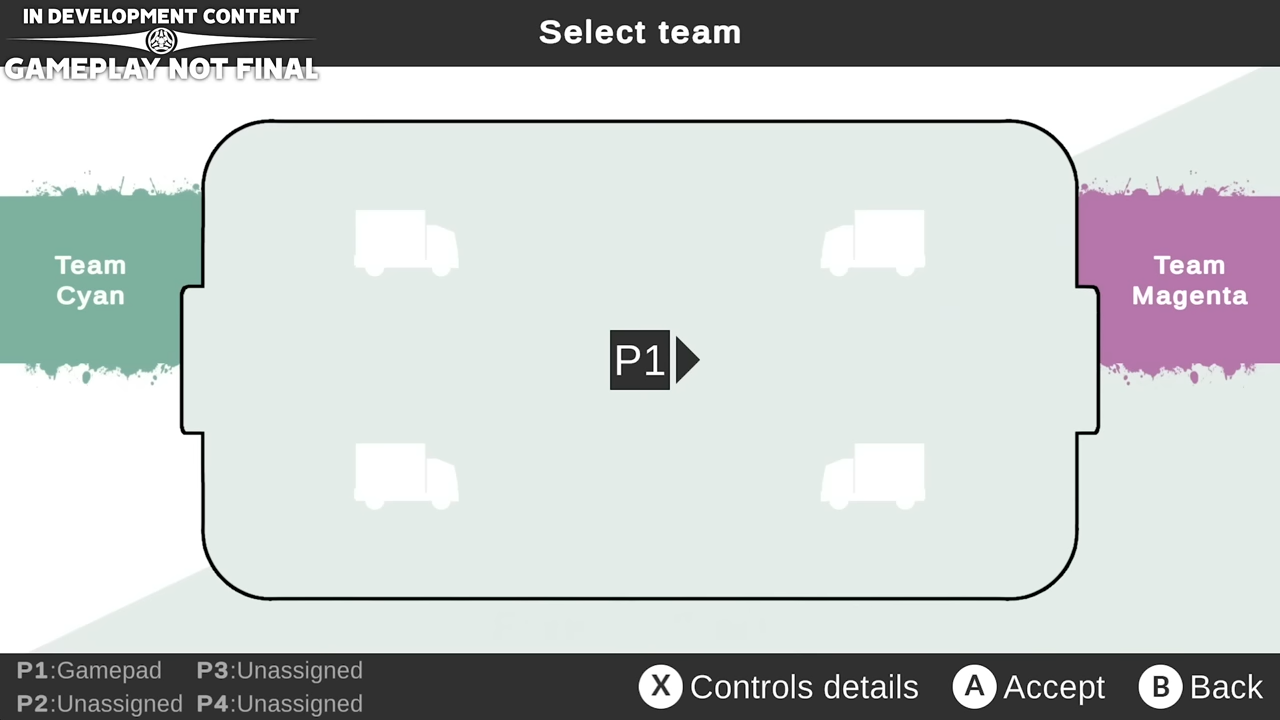 IN DEVELOPMENT CONTENT
GAMEPLAY NOT FINAL
Select team
Team
Cyan
Team
Magenta
P1
P1:Gamepad P3:Unassigned
P2:Unassigned P4:Unassigned
X Controls details A Accept B Back